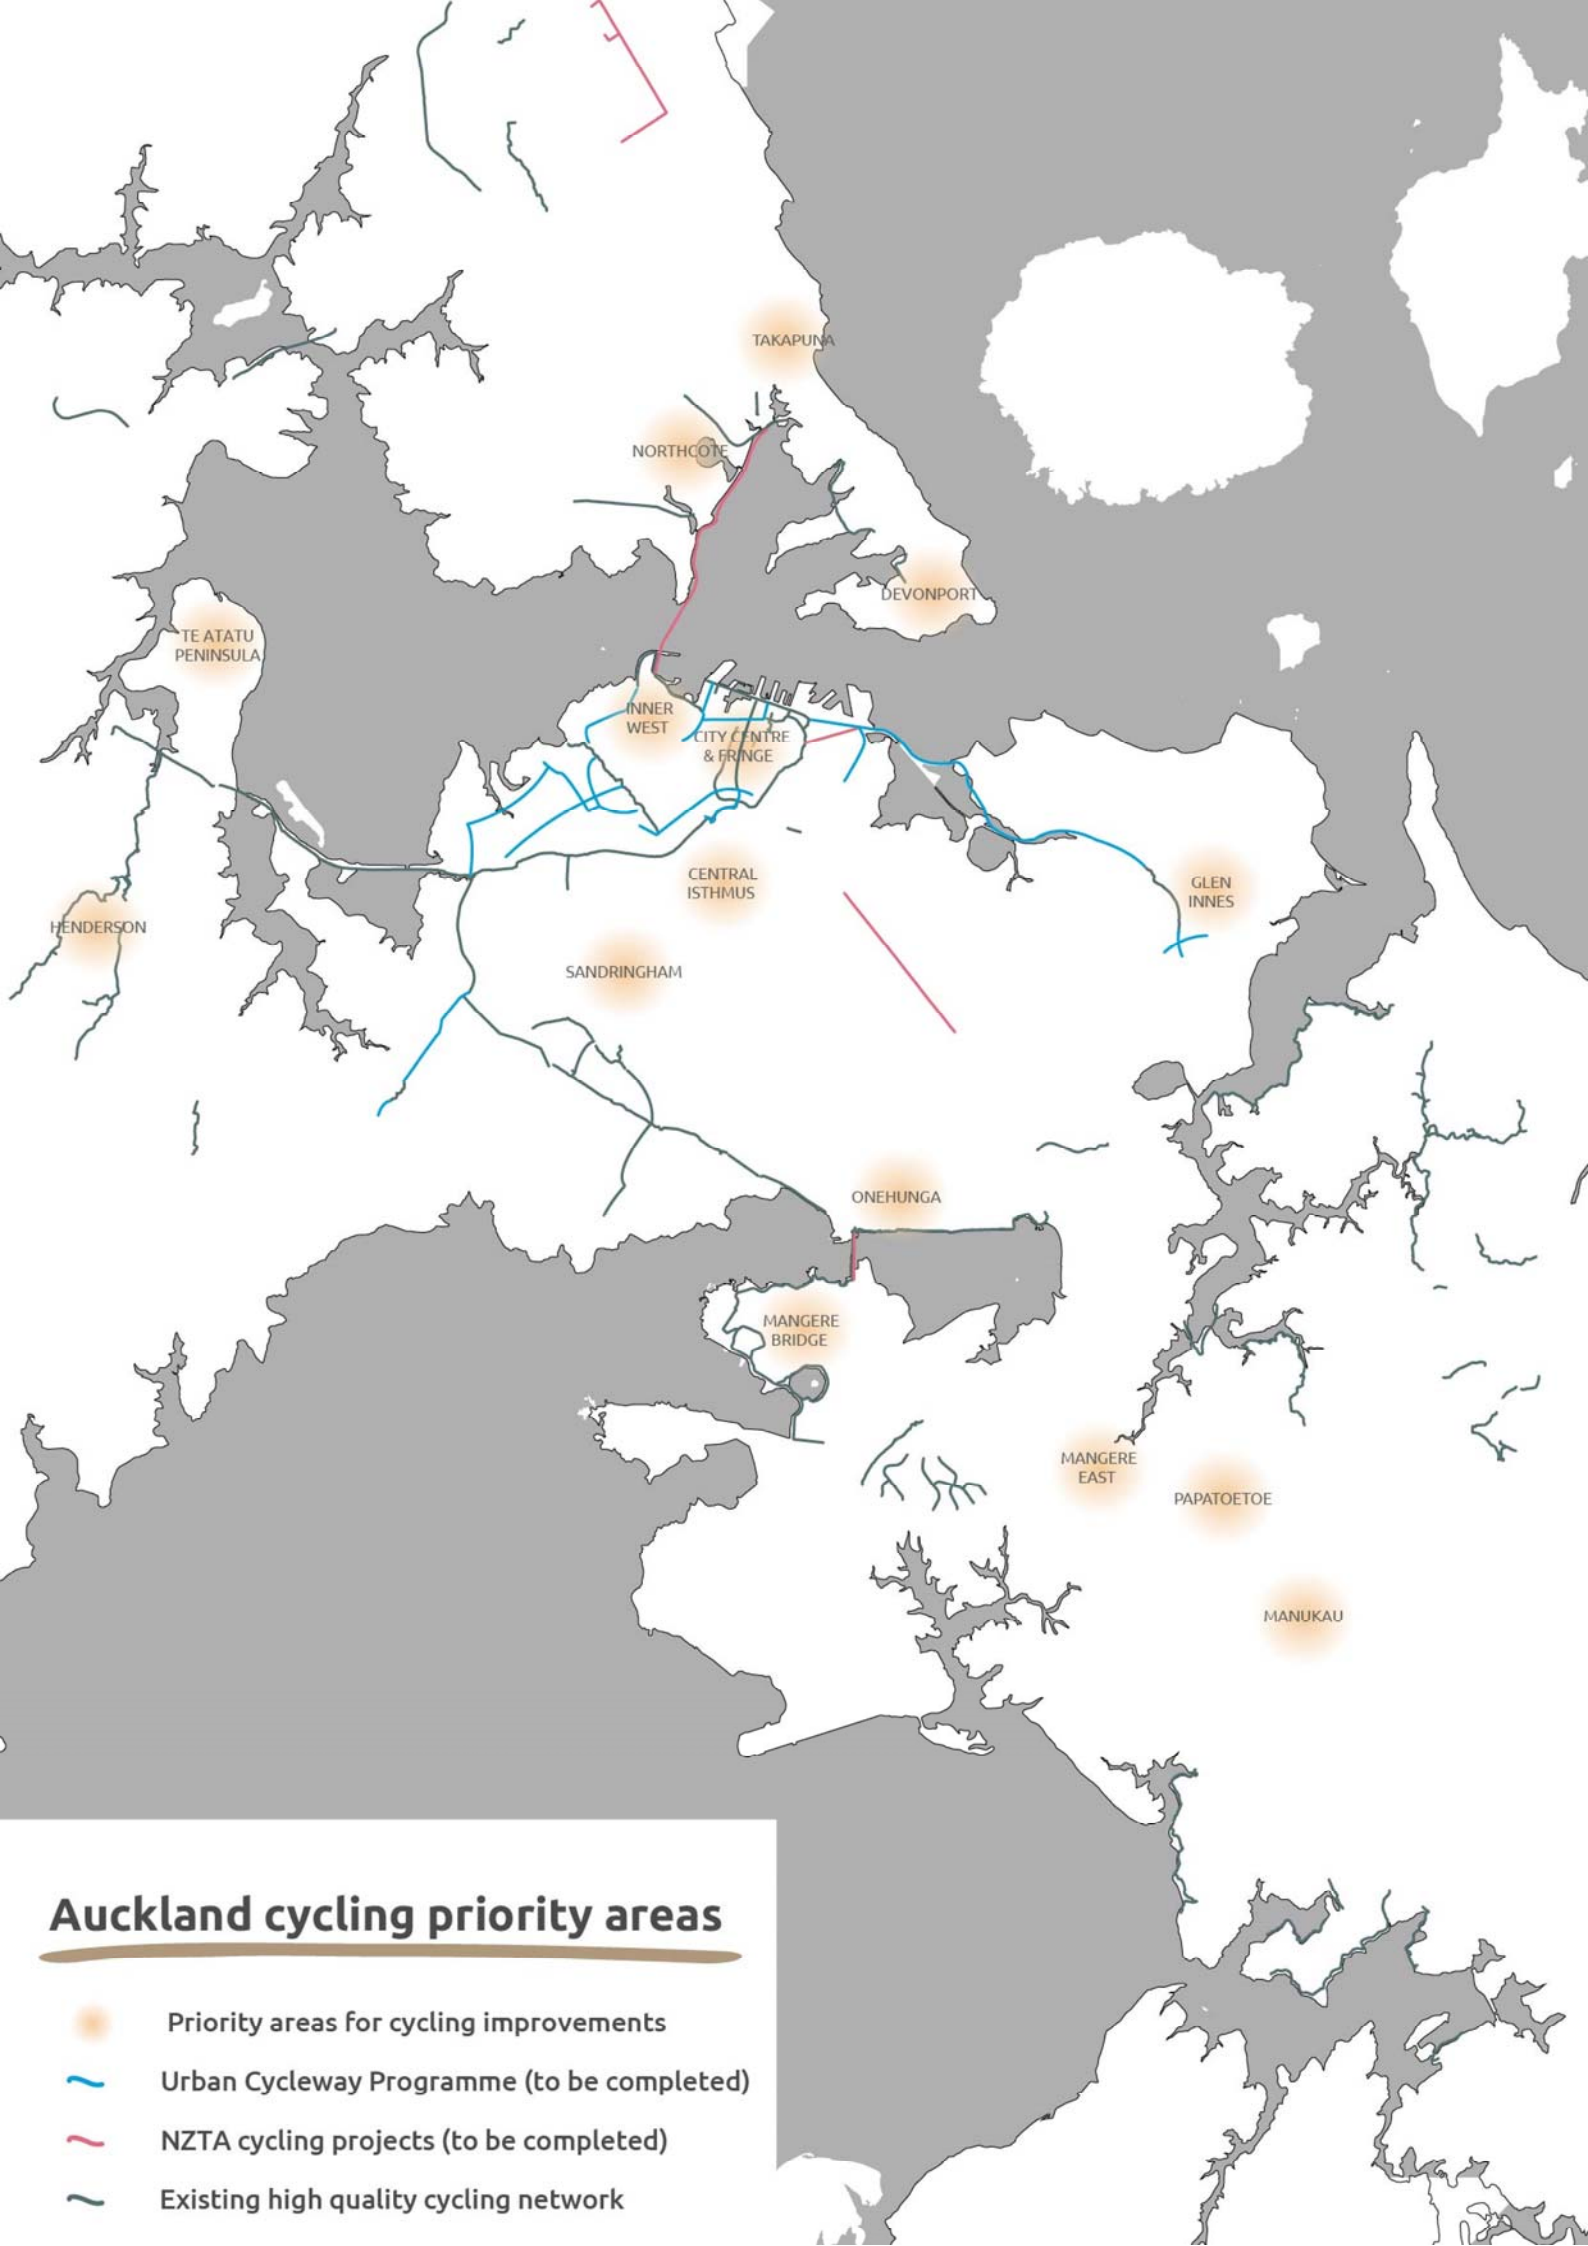 TAKAPUNA
NORTHCOTE
DEVONPORT
TE ATATU
PENINSULA
INNER
WEST
CITY CENTRE
& FRINGE
CENTRAL
ISTHMUS
GLEN
INNES
HENDERSON
SANDRINGHAM
ONEHUNGA
MANGERE
BRIDGE
MANGERE
EAST
PAPATOETOE
MANUKAU
Auckland cycling priority areas
Priority areas for cycling improvements
Urban Cycleway Programme (to be completed)
NZTA cycling projects (to be completed)
Existing high quality cycling network